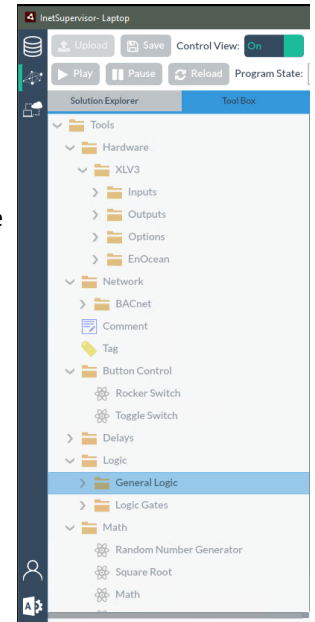 InetSupervisor- Laptop
Upload Save Control View: On
Play Pause Reload Program State:
Solution Explorer Tool Box
Tools
Hardware
XLV3
Inputs
Outputs
Options
EnOcean
Network
BACnet
Comment
Tag
Button Control
Rocker Switch
Toggle Switch
Delays
Logic
General Logic
Logic Gates
Math
Random Number Generator
Square Root
Math
e
A